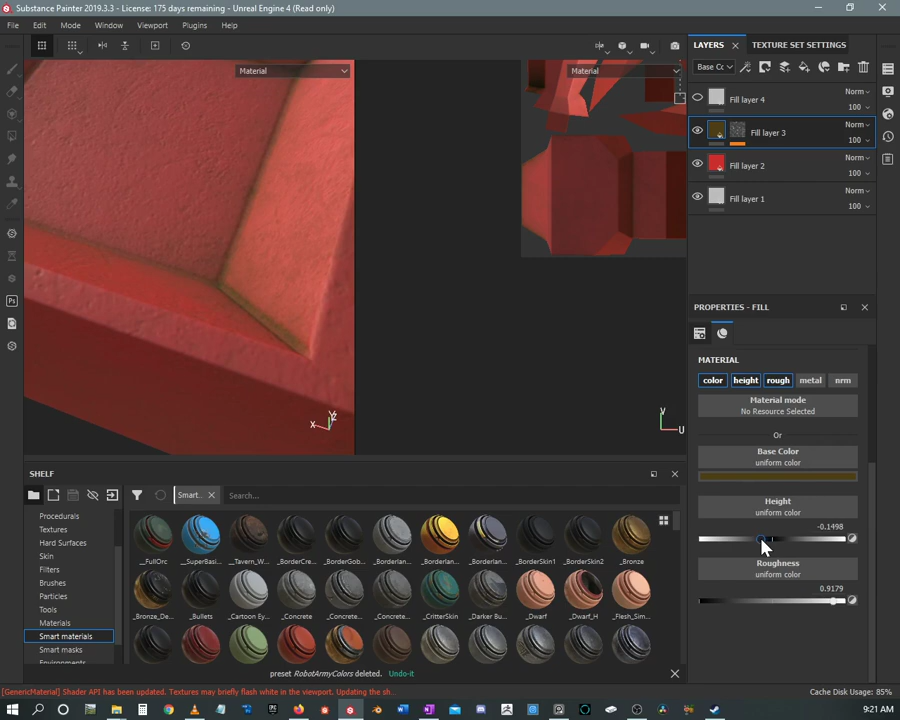 Substance Painter 2019.3.3 - License: 175 days remaining - Unreal Engine 4 (Read only)
File Edit Mode Window Viewport Plugins Help
Material
Material
LAYERS
TEXTURE SET SETTINGS
Base Cc
Fill layer 4
Norm
100
Fill layer 3
Norm
100
Fill layer 2
Norm
100
Fill layer 1
Norm
100
Ps
PROPERTIES - FILL
MATERIAL
color height rough metal nrm
Material mode
No Resource Selected
Or
Base Color
uniform color
Height
uniform color
-0.1498
Roughness
uniform color
0.9179
X Y Z
V
U
SHELF
Smart...
Search...
Procedurals
Textures
Hard Surfaces
Skin
Filters
Brushes
Particles
Tools
Materials
Smart materials
Smart masks
__FullOrc __SuperBasi... _Tavern_W... _BorderCre... _BorderGob... _Borderlan... _Borderlan... _Borderlan... _BorderSkin1 _BorderSkin2 _Bronze
_Bronze_De... _Bullets _Cartoon Ey... _Concrete _Concrete... _CritterSkin _Darker Bu... _Dwarf _Dwarf_H _Flesh_Sim...
preset RobotArmyColors deleted. Undo-it
[GenericMaterial] Shader API has been updated. Textures may briefly flash white in the viewport. Updating the sh...
Cache Disk Usage: 85%
9:21 AM